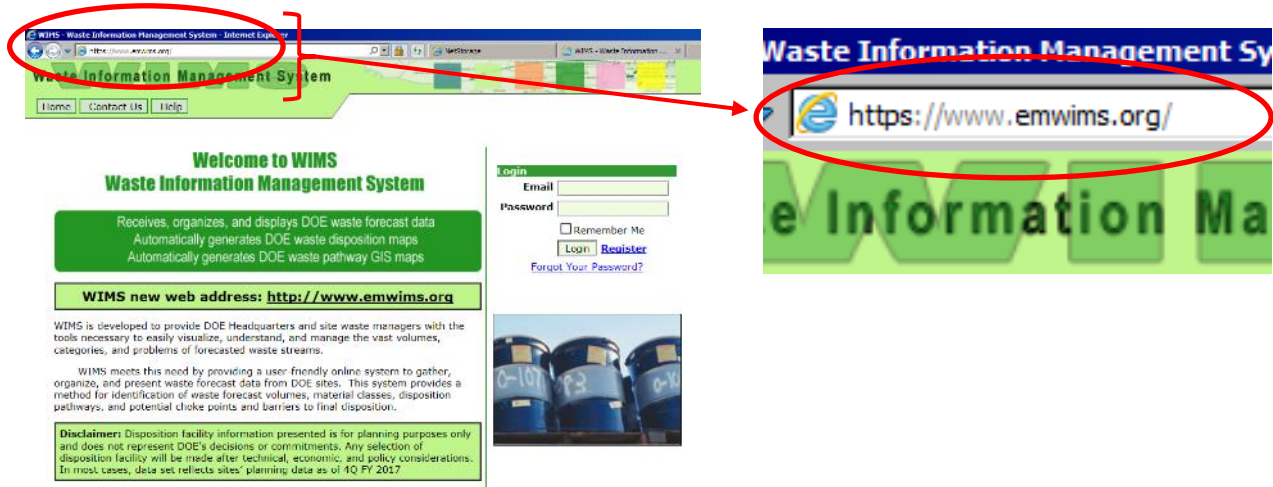 WIMS - Waste Information Management System - Internet Explorer
https://www.emwims.org/
NetStorage
WIMS - Waste Information ...
Waste Information Management System
Home Contact Us Help
Welcome to WIMS
Waste Information Management System
Receives, organizes, and displays DOE waste forecast data
Automatically generates DOE waste disposition maps
Automatically generates DOE waste pathway GIS maps
WIMS new web address: http://www.emwims.org
WIMS is developed to provide DOE Headquarters and site waste managers with the
tools necessary to easily visualize, understand, and manage the vast volumes,
categories, and problems of forecasted waste streams.
WIMS meets this need by providing a user-friendly online system to gather,
organize, and present waste forecast data from DOE sites. This system provides a
method for identification of waste forecast volumes, material classes, disposition
pathways, and potential choke points and barriers to final disposition.
Disclaimer: Disposition facility information presented is for planning purposes only
and does not represent DOE's decisions or commitments. Any selection of
disposition facility will be made after technical, economic, and policy considerations.
In most cases, data set reflects sites' planning data as of 4Q FY 2017
Login
Email
Password
Remember Me
Login Register
Forgot Your Password?
Waste Information Management Sy
https://www.emwims.org/
e Information Ma